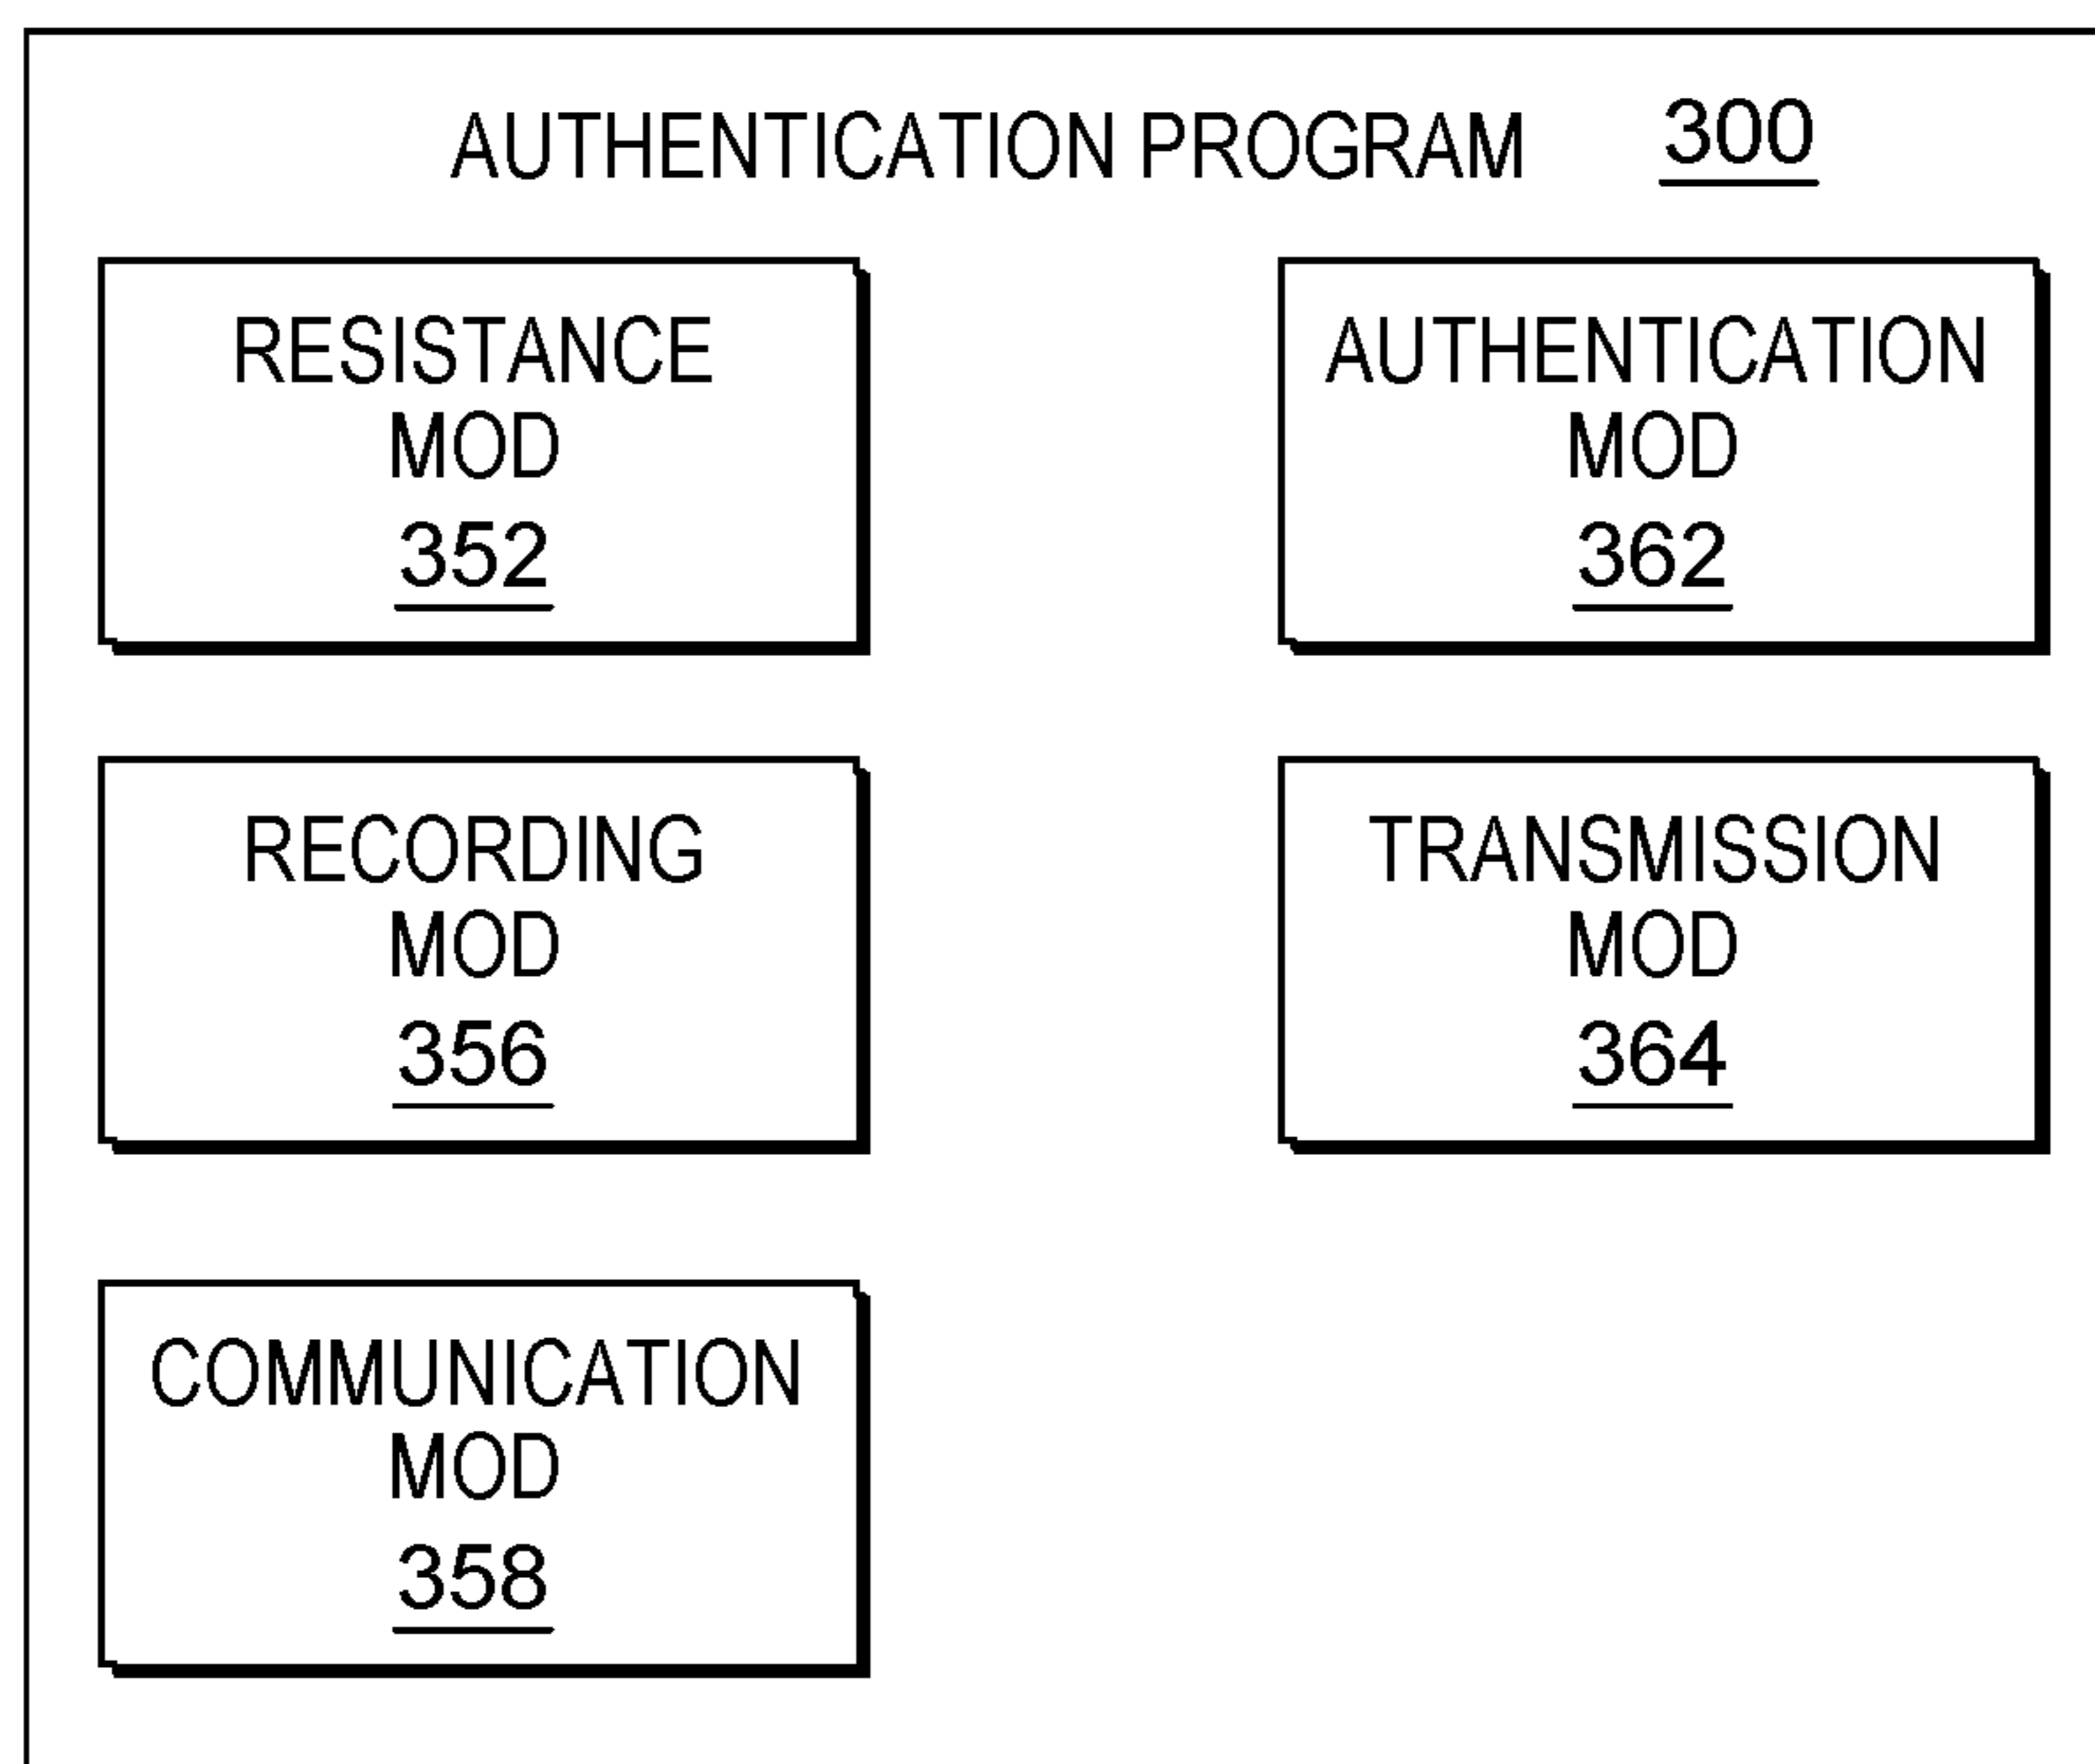 AUTHENTICATION PROGRAM 300
RESISTANCE
MOD
352
AUTHENTICATION
MOD
362
RECORDING
MOD
356
TRANSMISSION
MOD
364
COMMUNICATION
MOD
358